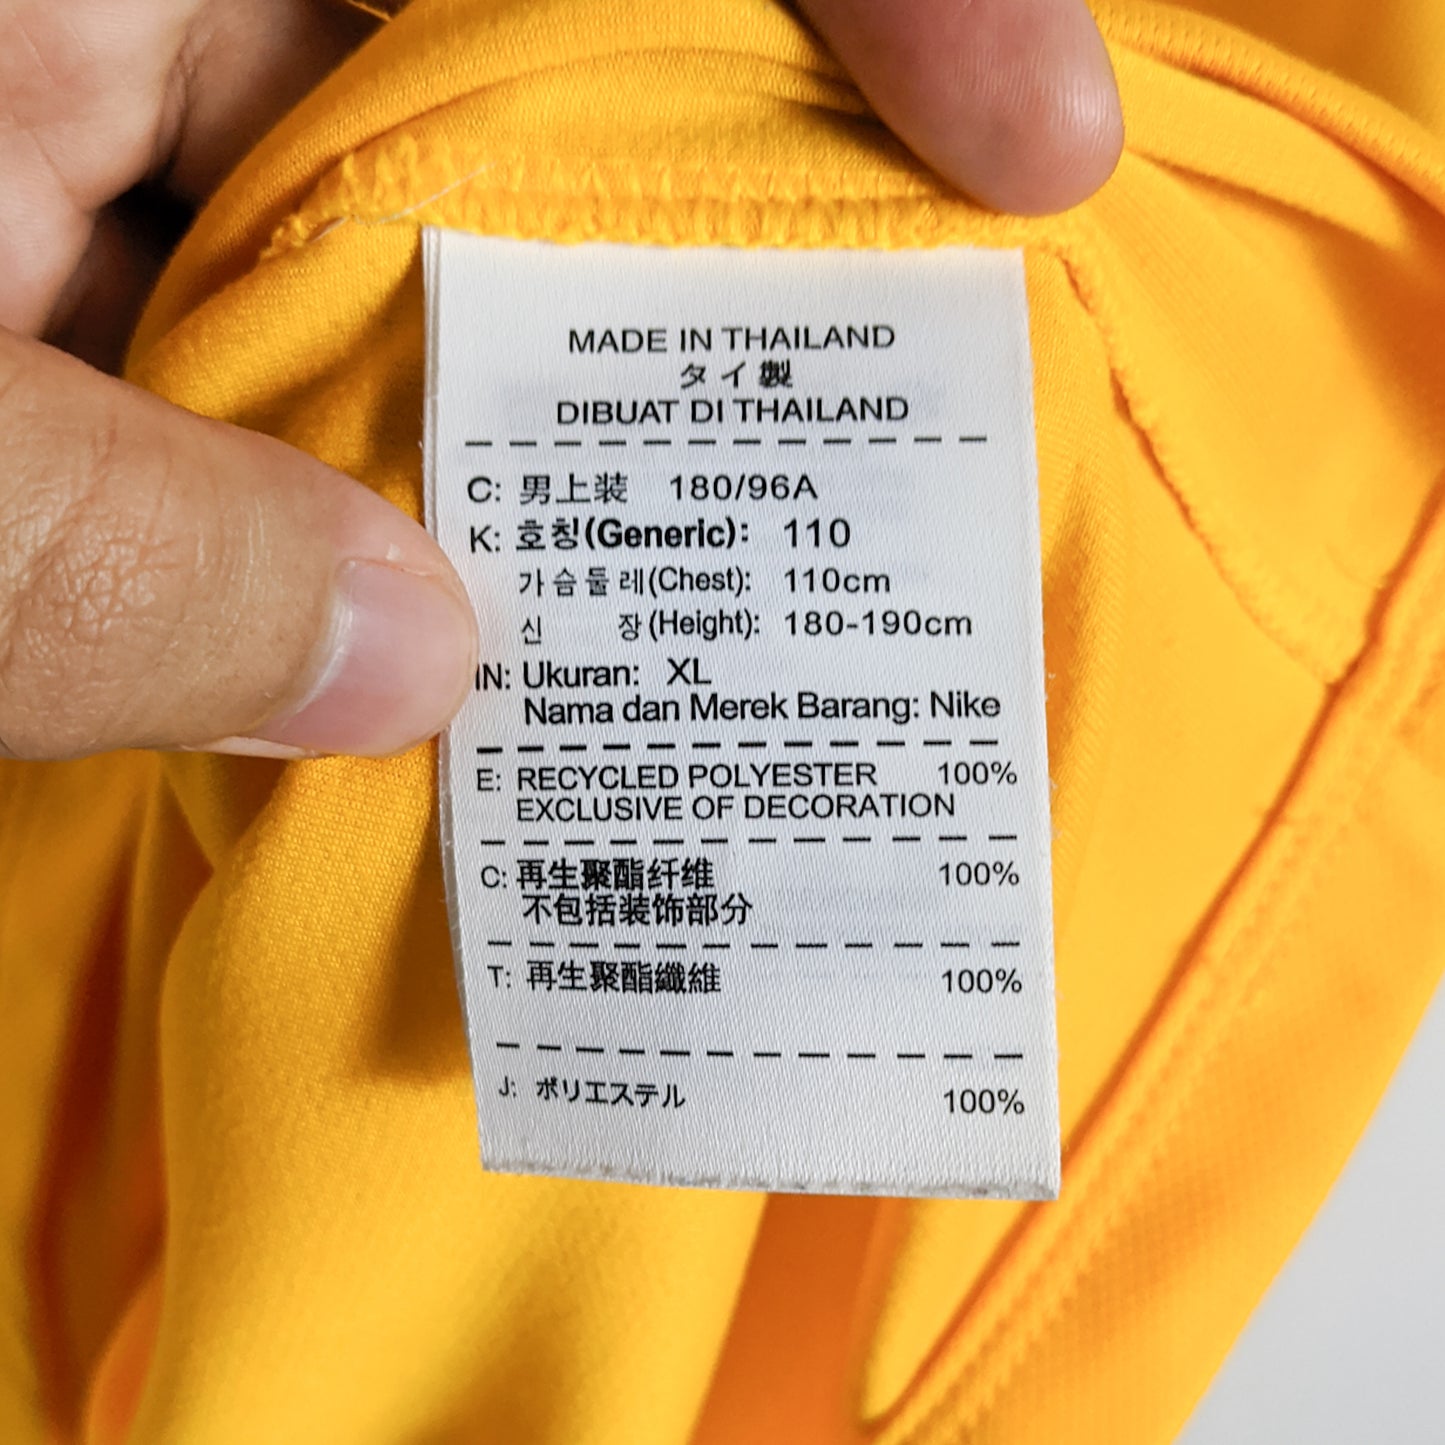 MADE IN THAILAND
タイ製
DIBUAT DI THAILAND
C: 男上装 180/96A
K: 호칭(Generic): 110
가슴둘레(Chest): 110cm
신 장(Height): 180-190cm
IN: Ukuran: XL
Nama dan Merek Barang: Nike
E: RECYCLED POLYESTER 100%
EXCLUSIVE OF DECORATION
C: 再生聚酯纤维 100%
不包括装饰部分
T: 再生聚酯纖維 100%
J: ポリエステル 100%